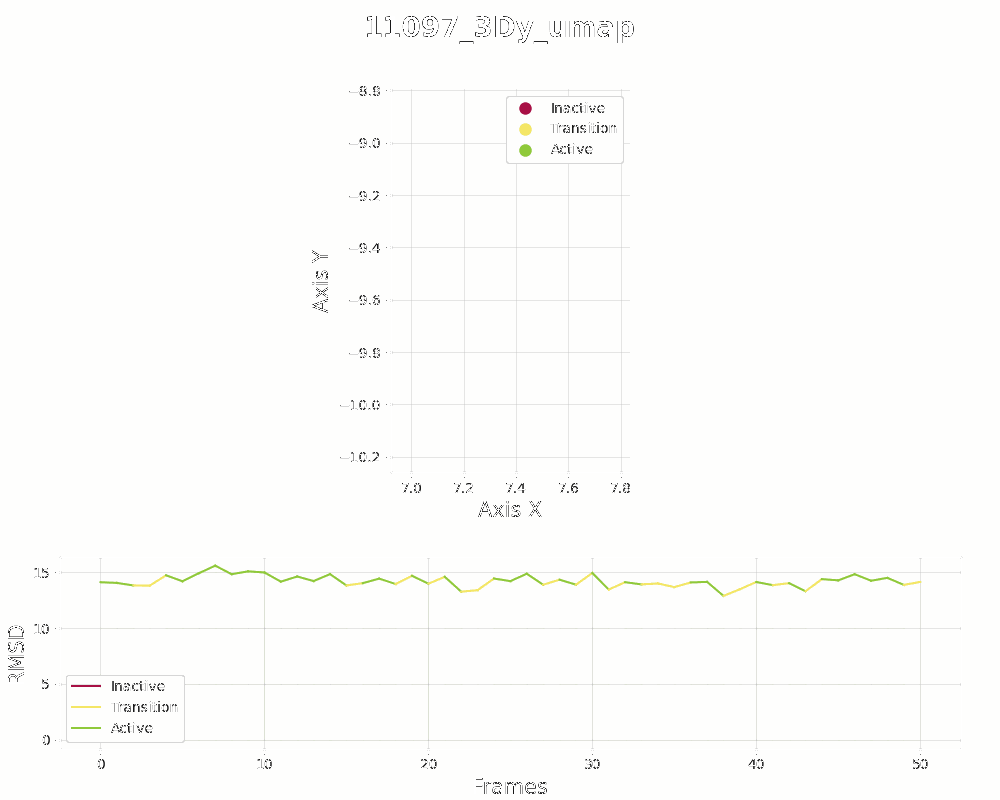 11097_3Dy_umap
−8.8
−9.0
−9.2
−9.4
−9.6
−9.8
−10.0
−10.2
Axis Y
Inactive
Transition
Active
7.0 7.2 7.4 7.6 7.8
Axis X
15
10
5
0
RMSD
Inactive
Transition
Active
0 10 20 30 40 50
Frames